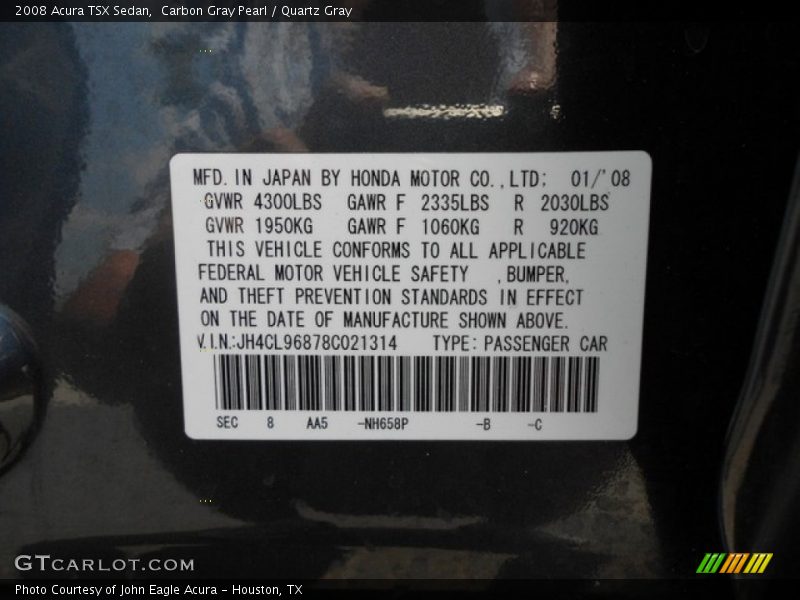 2008 Acura TSX Sedan, Carbon Gray Pearl / Quartz Gray
MFD. IN JAPAN BY HONDA MOTOR CO., LTD; 01/'08
GVWR 4300LBS GAWR F 2335LBS R 2030LBS
GVWR 1950KG GAWR F 1060KG R 920KG
THIS VEHICLE CONFORMS TO ALL APPLICABLE
FEDERAL MOTOR VEHICLE SAFETY , BUMPER,
AND THEFT PREVENTION STANDARDS IN EFFECT
ON THE DATE OF MANUFACTURE SHOWN ABOVE.
V.I.N.:JH4CL96878C021314 TYPE: PASSENGER CAR
SEC 8 AA5 -NH658P -B -C
GTCARLOT.COM
Photo Courtesy of John Eagle Acura - Houston, TX